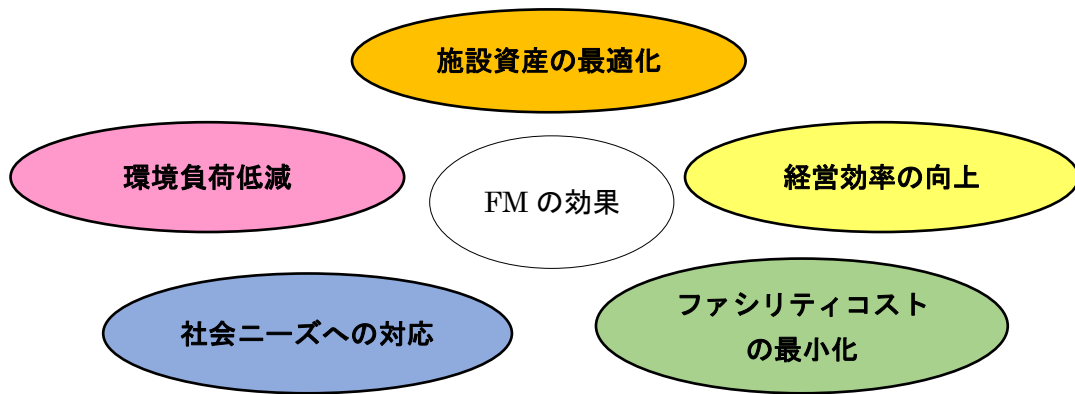 施設資産の最適化
環境負荷低減
経営効率の向上
FM の効果
社会ニーズへの対応
ファシリティコスト
の最小化